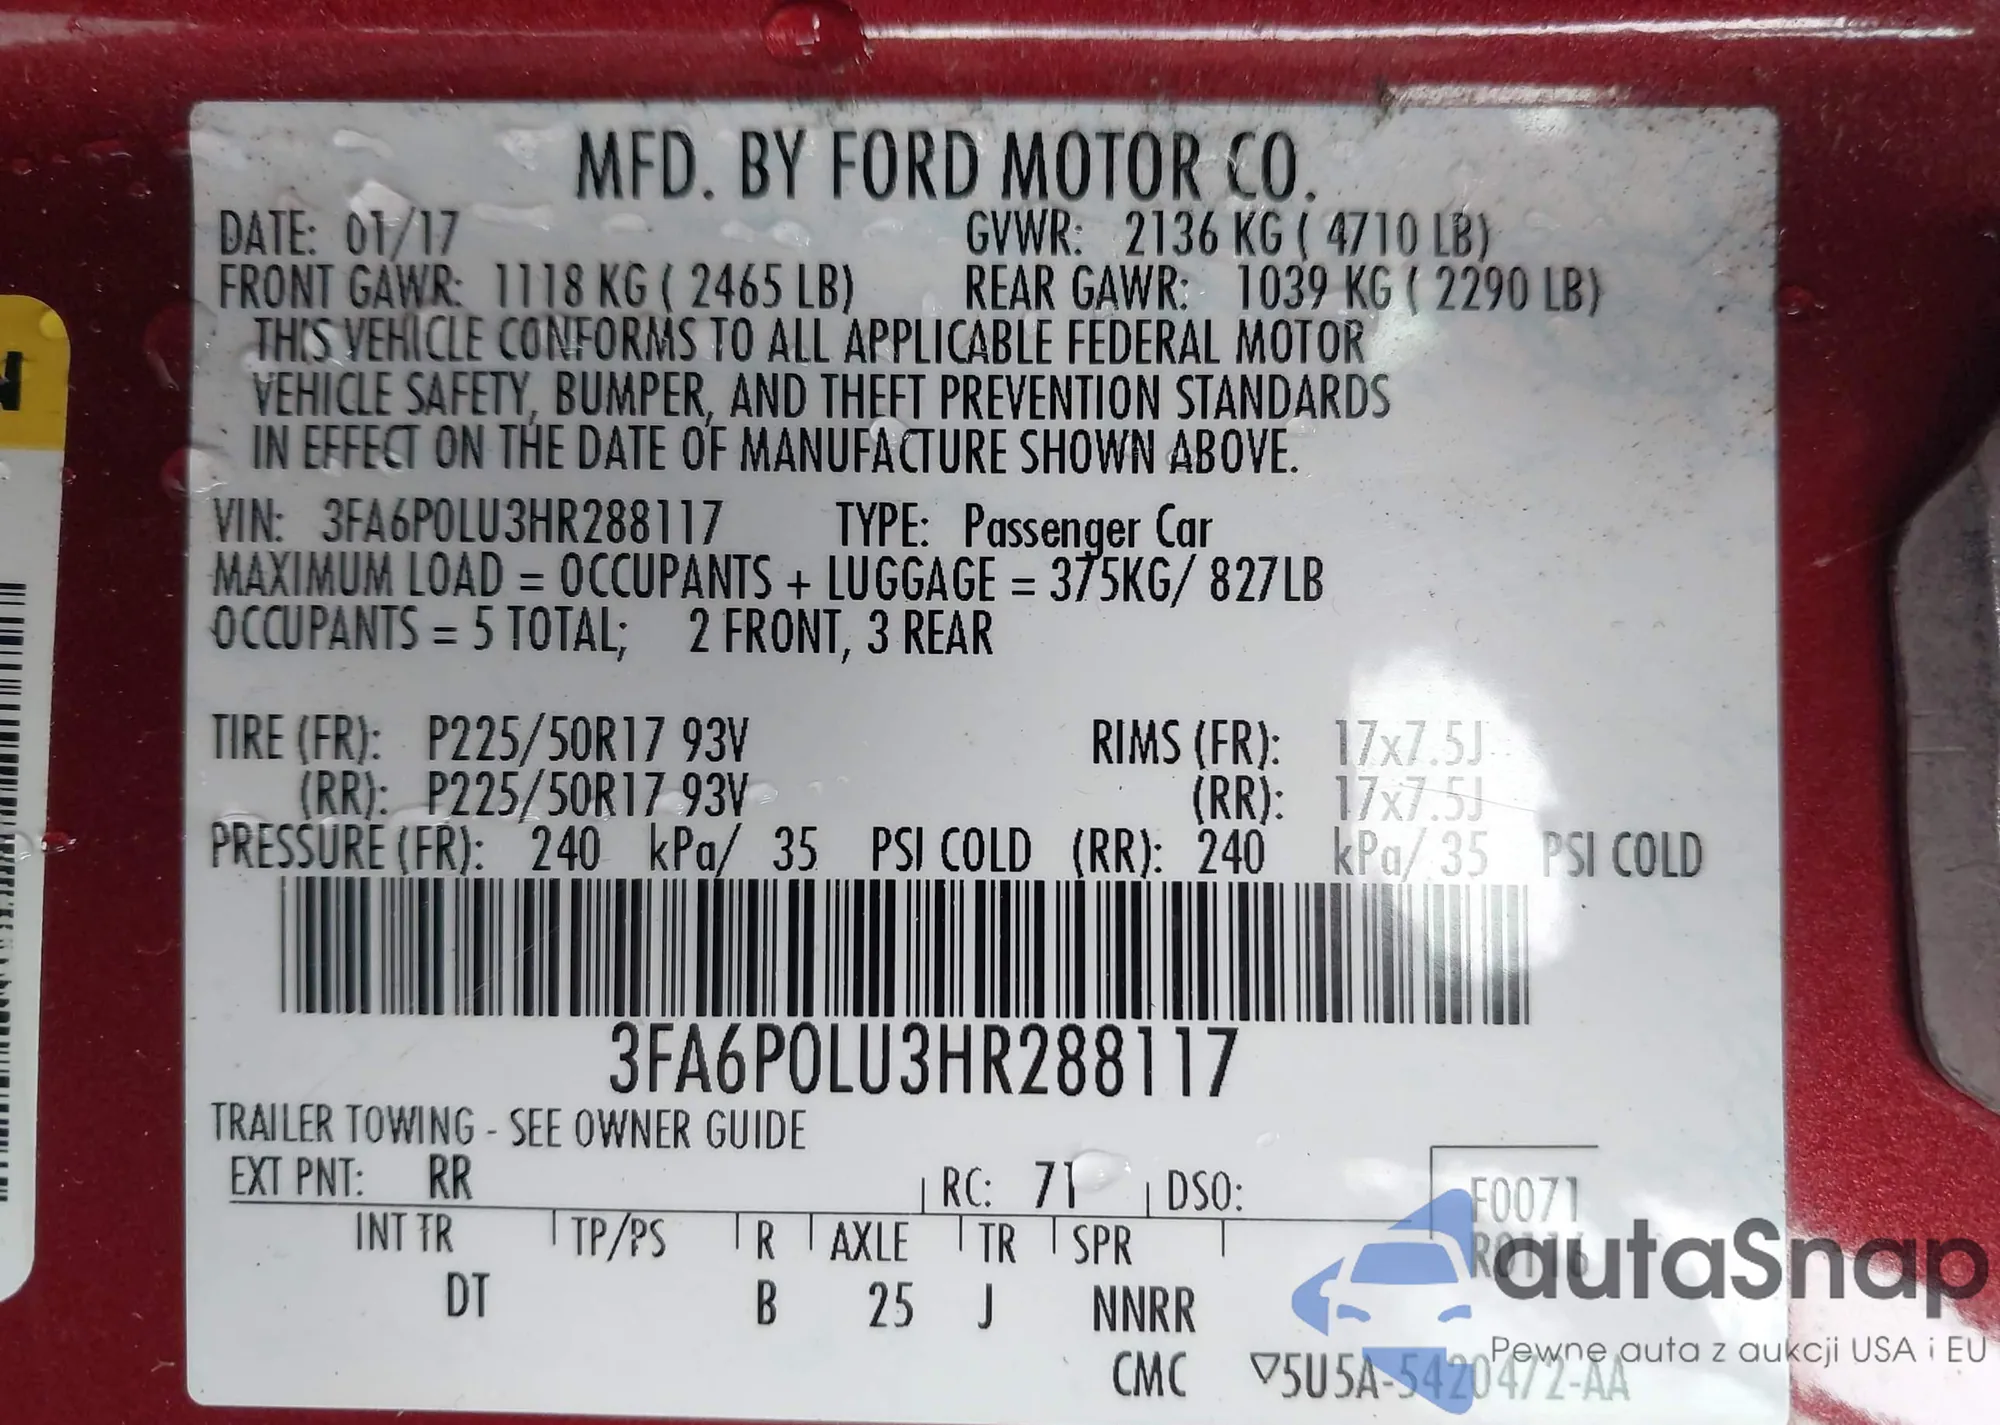 MFD. BY FORD MOTOR CO.
DATE: 01/17 GVWR: 2136 KG ( 4710 LB)
FRONT GAWR: 1118 KG ( 2465 LB) REAR GAWR: 1039 KG ( 2290 LB)
THIS VEHICLE CONFORMS TO ALL APPLICABLE FEDERAL MOTOR
VEHICLE SAFETY, BUMPER, AND THEFT PREVENTION STANDARDS
IN EFFECT ON THE DATE OF MANUFACTURE SHOWN ABOVE.
VIN: 3FA6P0LU3HR288117 TYPE: Passenger Car
MAXIMUM LOAD = OCCUPANTS + LUGGAGE = 375KG/ 827LB
OCCUPANTS = 5 TOTAL; 2 FRONT, 3 REAR
TIRE (FR): P225/50R17 93V RIMS (FR): 17x7.5J
(RR): P225/50R17 93V (RR): 17x7.5J
PRESSURE (FR): 240 kPa/ 35 PSI COLD (RR): 240 kPa/ 35 PSI COLD
3FA6P0LU3HR288117
TRAILER TOWING - SEE OWNER GUIDE
EXT PNT: RR RC: 71 DSO: F0071
INT TR TP/PS R AXLE TR SPR
DT B 25 J NNRR
CMC ▽5U5A-5420472-AA
autaSnap
Pewne auta z aukcji USA i EU